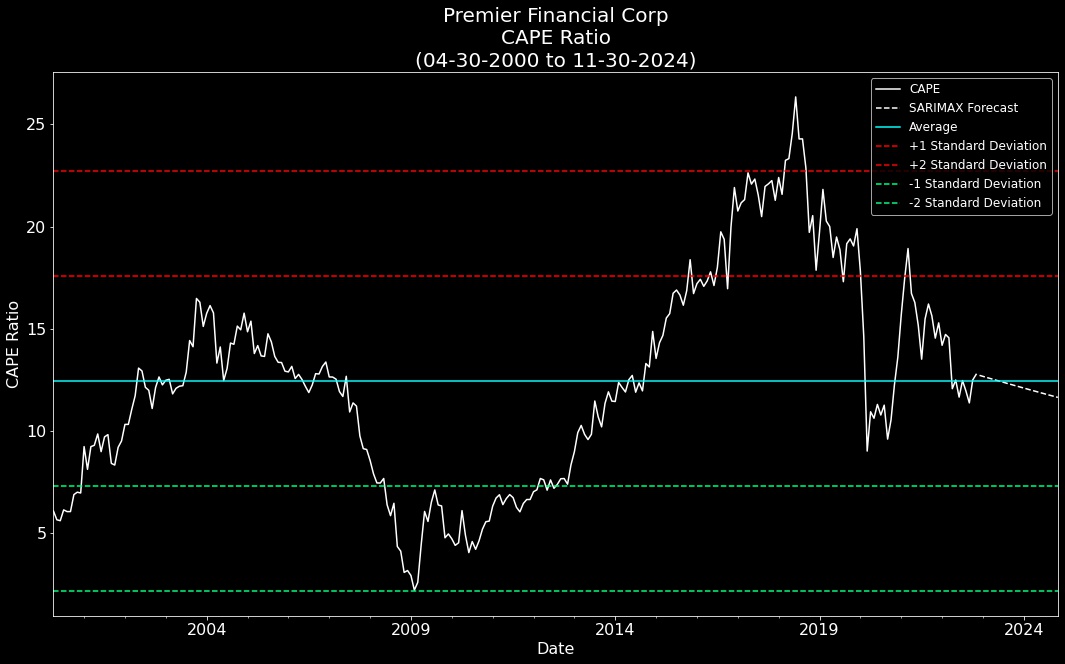 Premier Financial Corp
CAPE Ratio
(04-30-2000 to 11-30-2024)
CAPE
SARIMAX Forecast
Average
+1 Standard Deviation
+2 Standard Deviation
-1 Standard Deviation
-2 Standard Deviation
CAPE Ratio
25
20
15
10
5
2004
2009
2014
2019
2024
Date